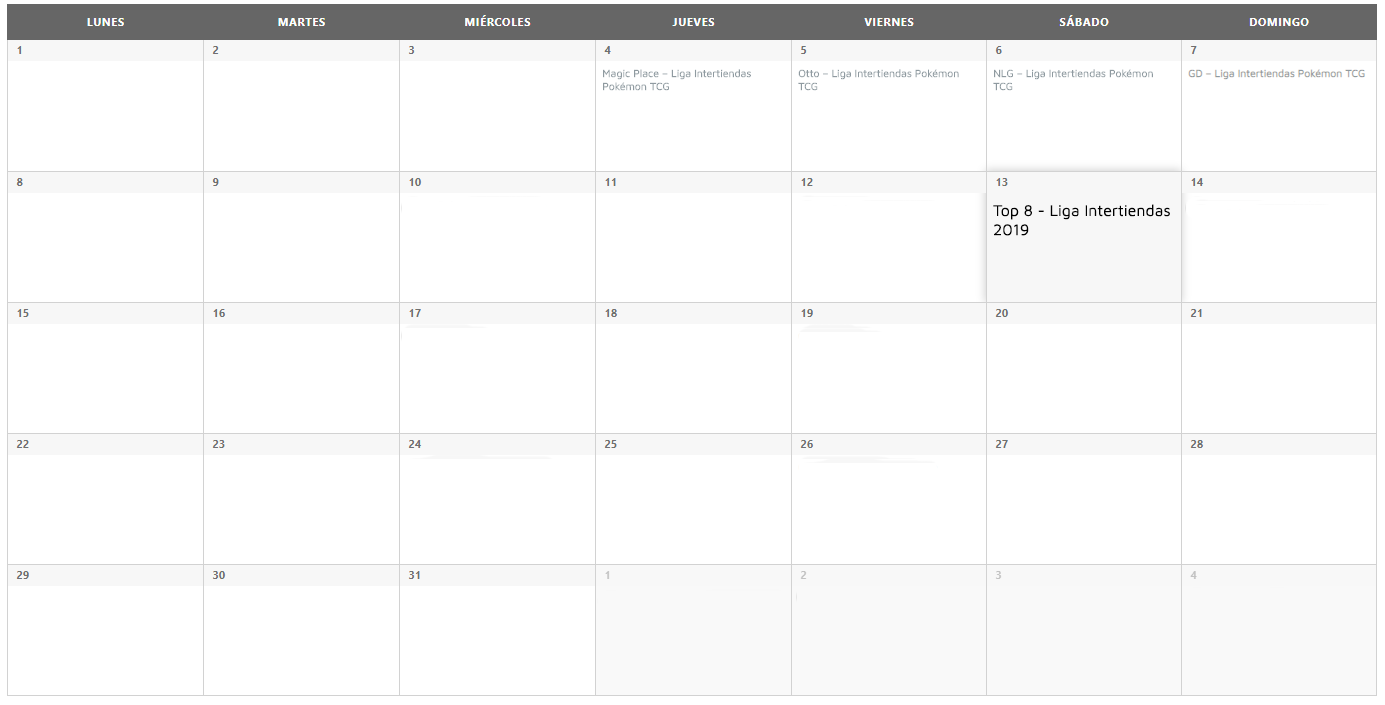 LUNES MARTES MIÉRCOLES JUEVES VIERNES SÁBADO DOMINGO
1 2 3 4 5 6 7
Magic Place – Liga Intertiendas
Pokémon TCG
Otto – Liga Intertiendas Pokémon
TCG
NLG – Liga Intertiendas Pokémon
TCG
GD – Liga Intertiendas Pokémon TCG
8 9 10 11 12 13 14
Top 8 - Liga Intertiendas
2019
15 16 17 18 19 20 21
22 23 24 25 26 27 28
29 30 31 1 2 3 4